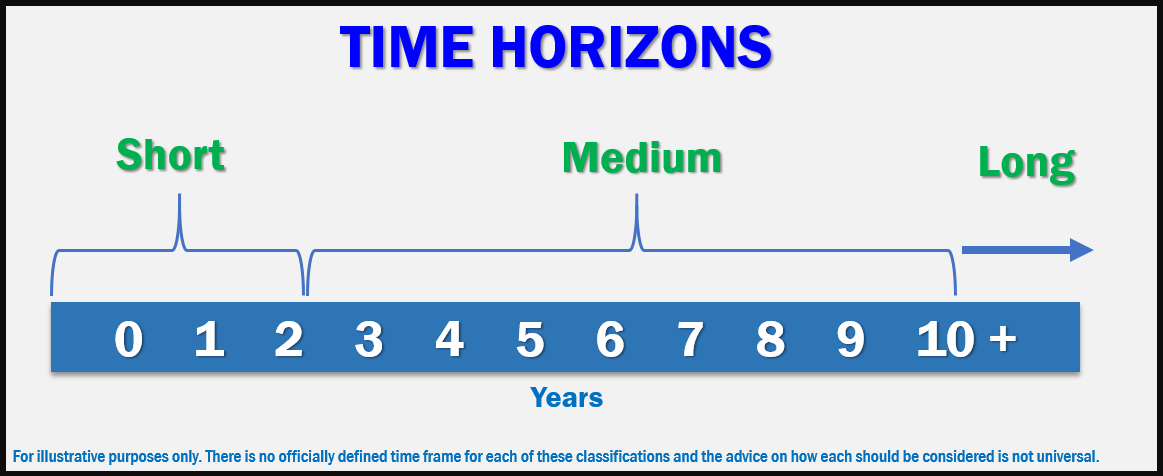 TIME HORIZONS
Short Medium Long
0 1 2 3 4 5 6 7 8 9 10 +
Years
For illustrative purposes only. There is no officially defined time frame for each of these classifications and the advice on how each should be considered is not universal.